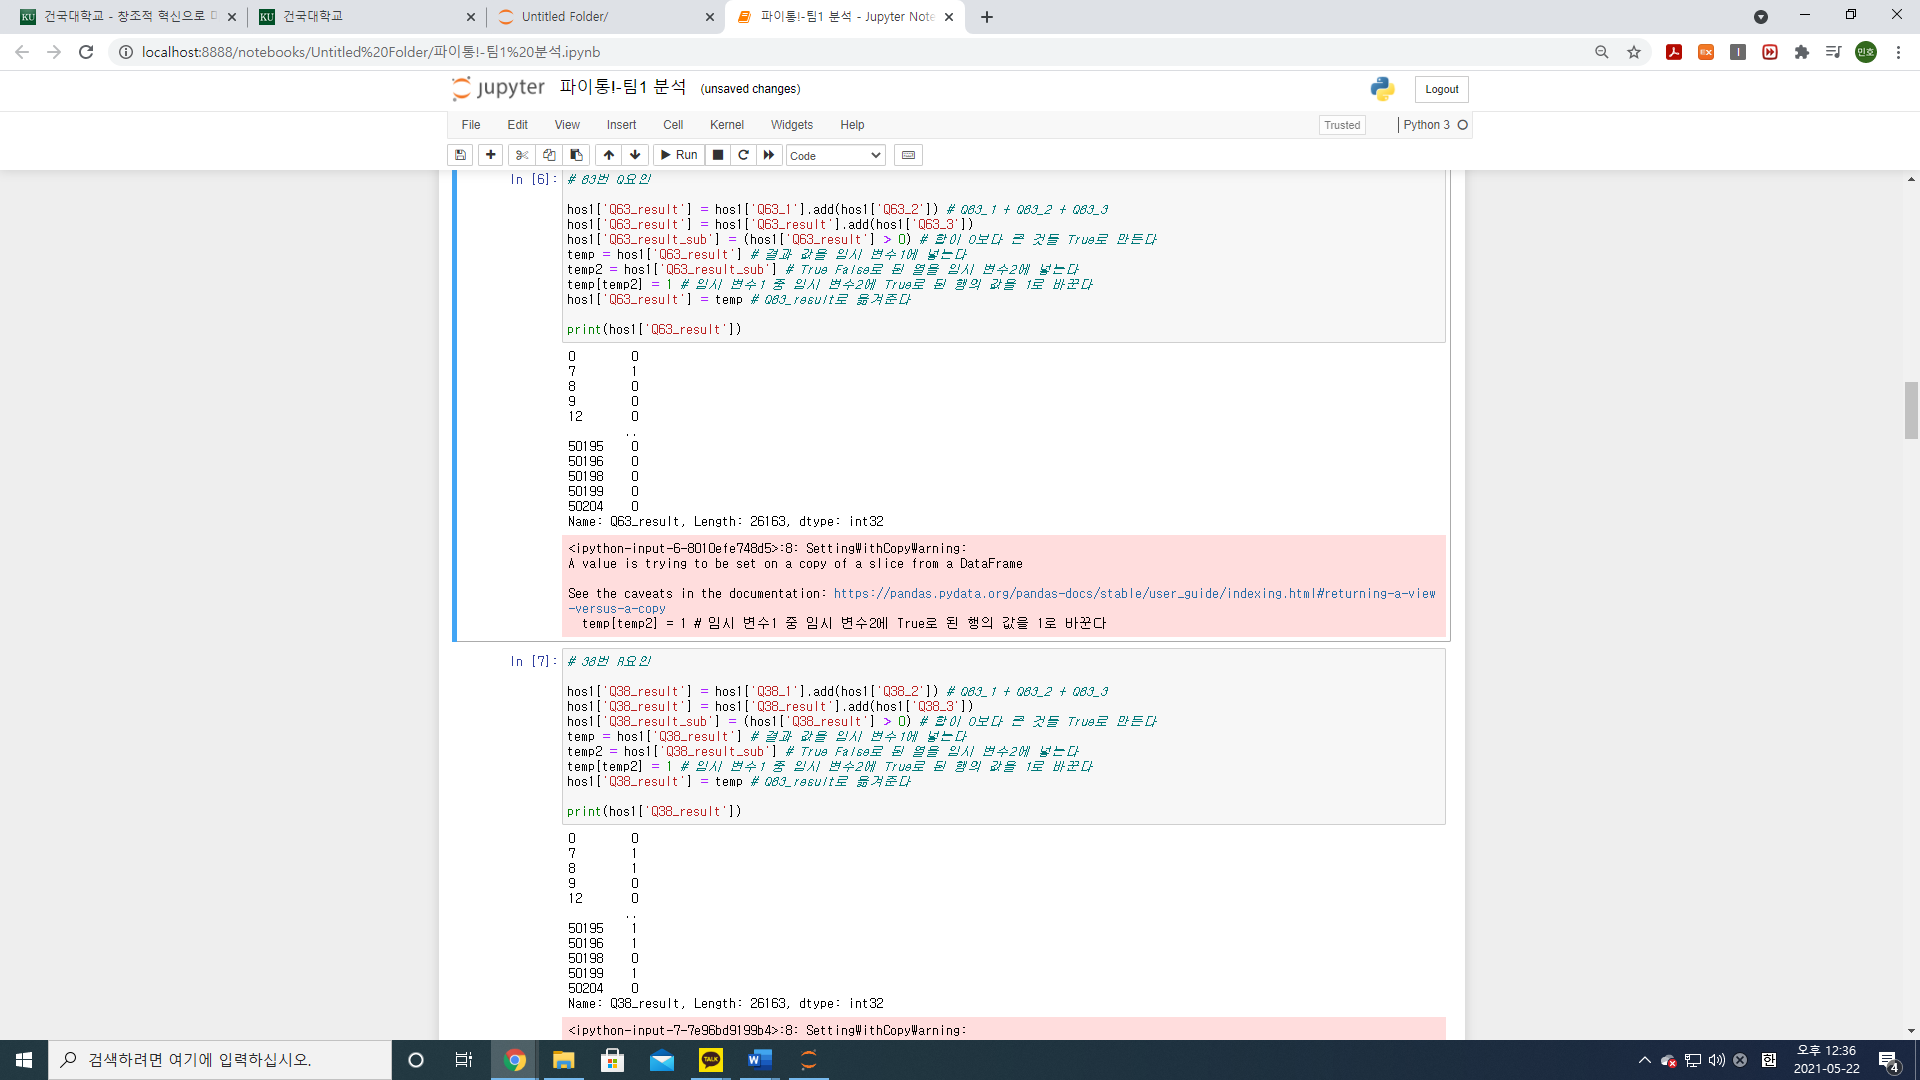 건국대학교 - 창조적 혁신으로 미
건국대학교
Untitled Folder/
파이통!-팀1 분석 - Jupyter Note
localhost:8888/notebooks/Untitled%20Folder/파이통!-팀1%20분석.ipynb
민호
jupyter 파이통!-팀1 분석 (unsaved changes)
Logout
File Edit View Insert Cell Kernel Widgets Help
Trusted
Python 3
Run
Code
In [6]: # 63번 Q요인
hos1['Q63_result'] = hos1['Q63_1'].add(hos1['Q63_2']) # Q63_1 + Q63_2 + Q63_3
hos1['Q63_result'] = hos1['Q63_result'].add(hos1['Q63_3'])
hos1['Q63_result_sub'] = (hos1['Q63_result'] > 0) # 합이 0보다 큰 것들 True로 만든다
temp = hos1['Q63_result'] # 결과 값을 임시 변수1에 넣는다
temp2 = hos1['Q63_result_sub'] # True False로 된 열을 임시 변수2에 넣는다
temp[temp2] = 1 # 임시 변수1 중 임시 변수2에 True로 된 행의 값을 1로 바꾼다
hos1['Q63_result'] = temp # Q63_result로 옮겨준다
print(hos1['Q63_result'])
0 0
7 1
8 0
9 0
12 0
..
50195 0
50196 0
50198 0
50199 0
50204 0
Name: Q63_result, Length: 26163, dtype: int32
<ipython-input-6-8010efe748d5>:8: SettingWithCopyWarning:
A value is trying to be set on a copy of a slice from a DataFrame
See the caveats in the documentation: https://pandas.pydata.org/pandas-docs/stable/user_guide/indexing.html#returning-a-view
-versus-a-copy
temp[temp2] = 1 # 임시 변수1 중 임시 변수2에 True로 된 행의 값을 1로 바꾼다
In [7]: # 38번 A요인
hos1['Q38_result'] = hos1['Q38_1'].add(hos1['Q38_2']) # Q63_1 + Q63_2 + Q63_3
hos1['Q38_result'] = hos1['Q38_result'].add(hos1['Q38_3'])
hos1['Q38_result_sub'] = (hos1['Q38_result'] > 0) # 합이 0보다 큰 것들 True로 만든다
temp = hos1['Q38_result'] # 결과 값을 임시 변수1에 넣는다
temp2 = hos1['Q38_result_sub'] # True False로 된 열을 임시 변수2에 넣는다
temp[temp2] = 1 # 임시 변수1 중 임시 변수2에 True로 된 행의 값을 1로 바꾼다
hos1['Q38_result'] = temp # Q63_result로 옮겨준다
print(hos1['Q38_result'])
0 0
7 1
8 1
9 0
12 0
..
50195 1
50196 1
50198 0
50199 1
50204 0
Name: Q38_result, Length: 26163, dtype: int32
<ipython-input-7-7e96bd9199b4>:8: SettingWithCopyWarning:
검색하려면 여기에 입력하십시오.
TALK
한
오후 12:36
2021-05-22
4